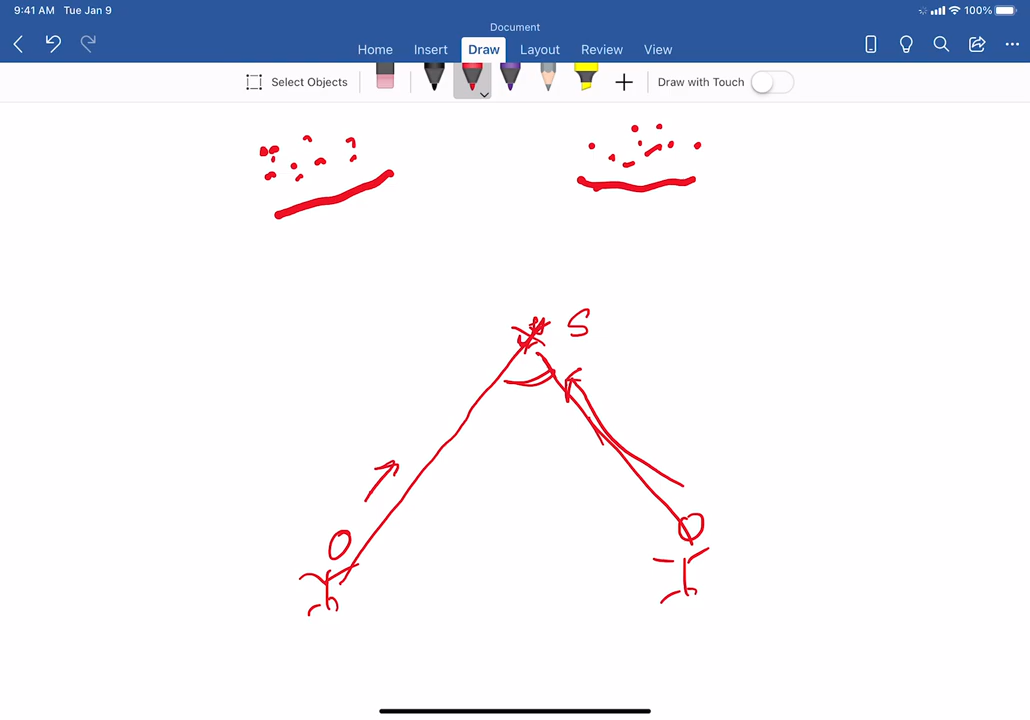 9:41 AM Tue Jan 9
100%
Document
Home Insert Draw Layout Review View
Select Objects
Draw with Touch
S